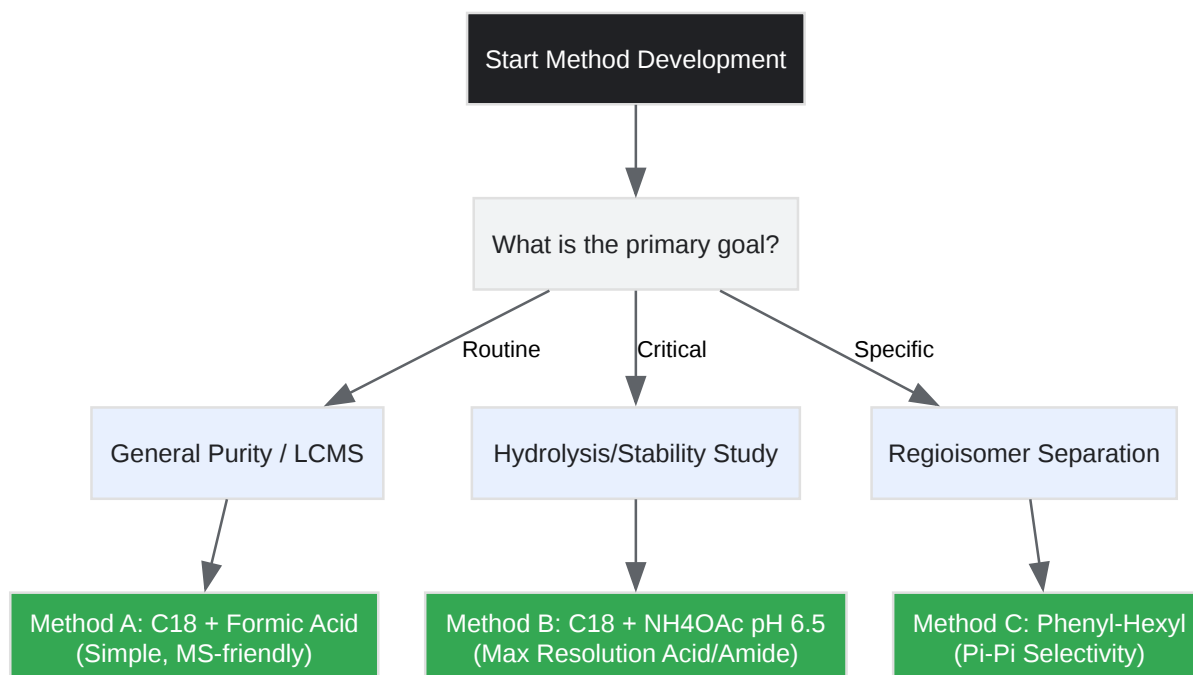 Start Method Development
What is the primary goal?
Routine
Critical
Specific
General Purity / LCMS
Hydrolysis/Stability Study
Regioisomer Separation
Method A: C18 + Formic Acid
(Simple, MS-friendly)
Method B: C18 + NH4OAc pH 6.5
(Max Resolution Acid/Amide)
Method C: Phenyl-Hexyl
(Pi-Pi Selectivity)